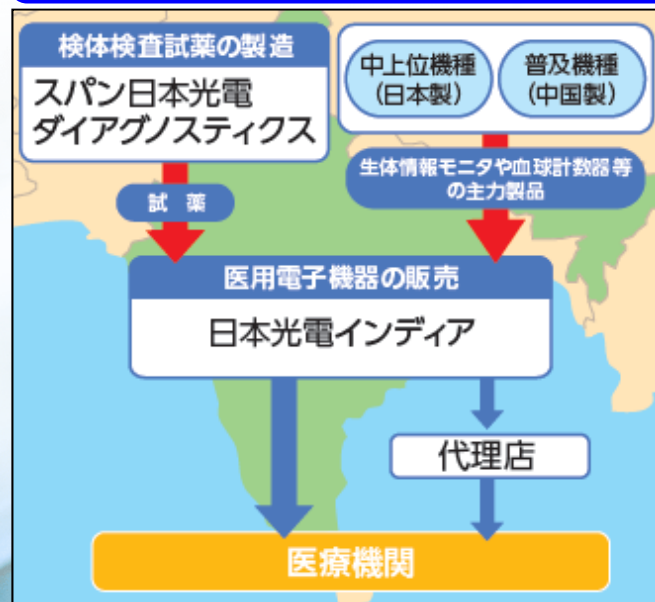 検体検査試薬の製造
スパン日本光電
ダイアグノスティクス
中上位機種
(日本製)
普及機種
(中国製)
試 薬
生体情報モニタや血球計数器等
の主力製品
医用電子機器の販売
日本光電インディア
代理店
医療機関